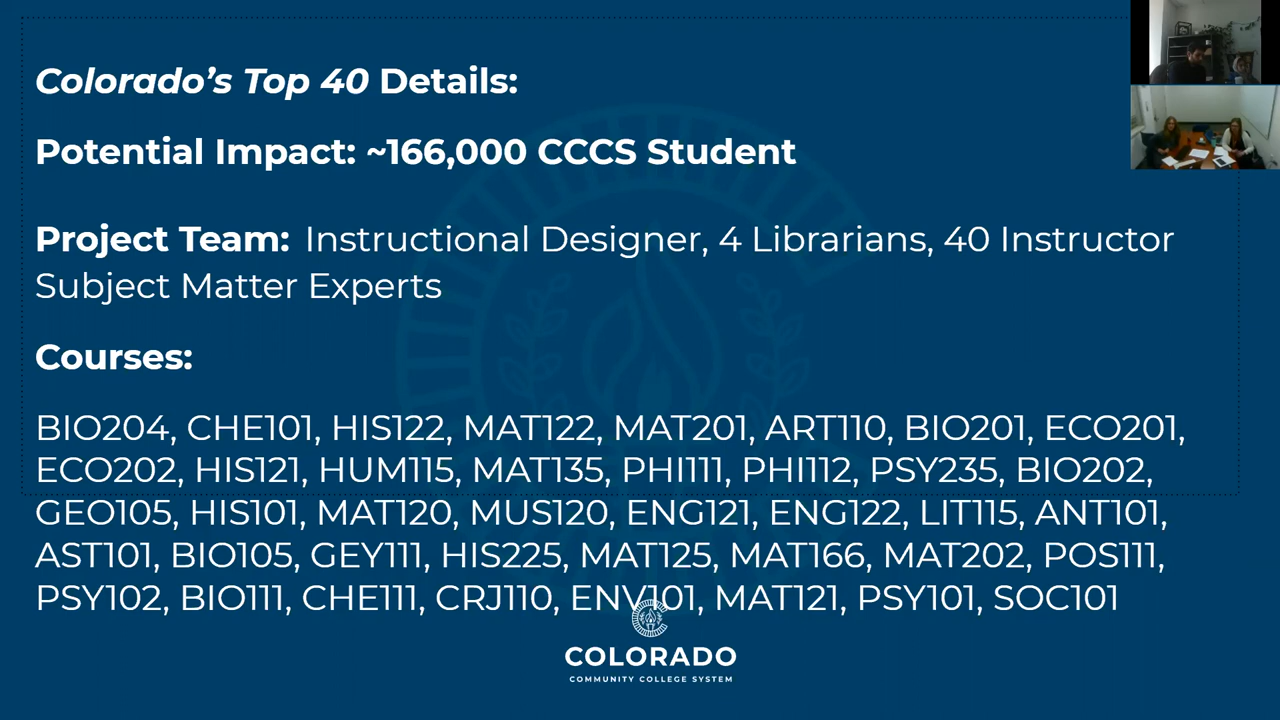 Colorado's Top 40 Details:
Potential Impact: ~166,000 CCCS Student
Project Team: Instructional Designer, 4 Librarians, 40 Instructor
Subject Matter Experts
Courses:
BIO204, CHE101, HIS122, MAT122, MAT201, ART110, BIO201, ECO201,
ECO202, HIS121, HUM115, MAT135, PHI111, PHI112, PSY235, BIO202,
GEO105, HIS101, MAT120, MUS120, ENG121, ENG122, LIT115, ANT101,
AST101, BIO105, GEY111, HIS225, MAT125, MAT166, MAT202, POS111,
PSY102, BIO111, CHE111, CRJ110, ENV101, MAT121, PSY101, SOC101
COLORADO
COMMUNITY COLLEGE SYSTEM